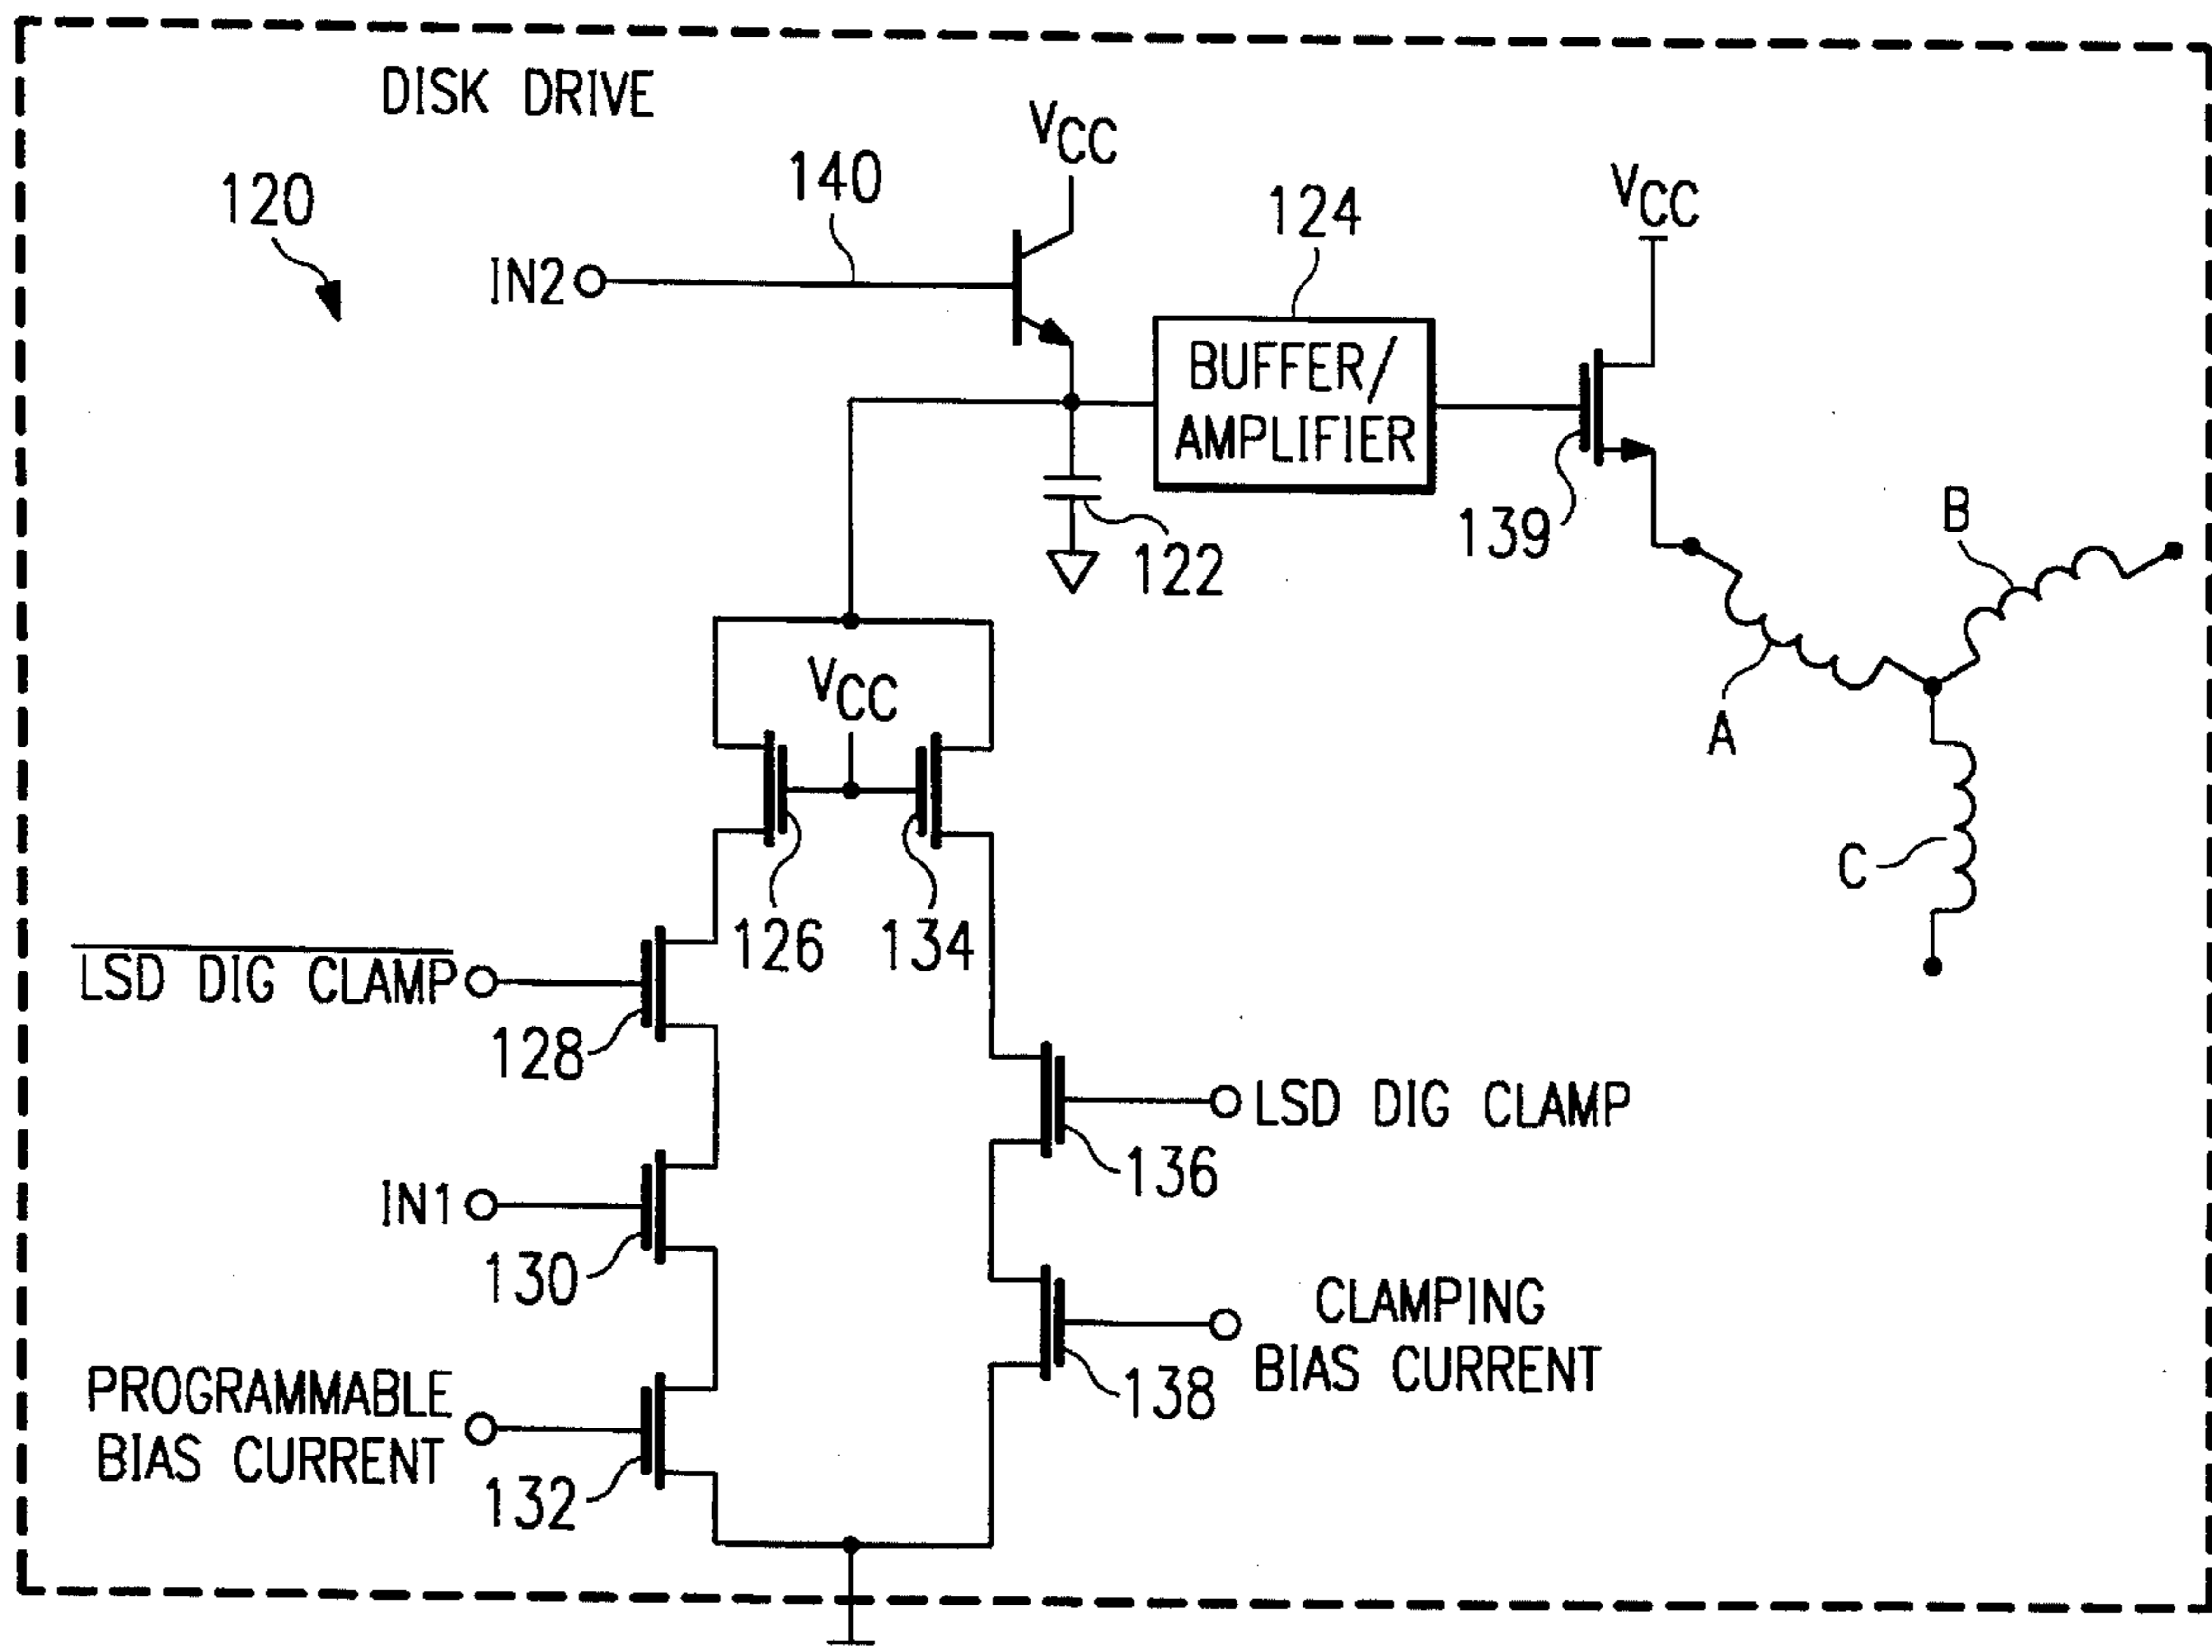 DISK DRIVE
VCC
120
140
124
VCC
IN2
BUFFER/
AMPLIFIER
139
122
B
VCC
A
126
134
C
LSD DIG CLAMP
128
LSD DIG CLAMP
136
IN1
130
CLAMPING
BIAS CURRENT
138
PROGRAMMABLE
BIAS CURRENT
132